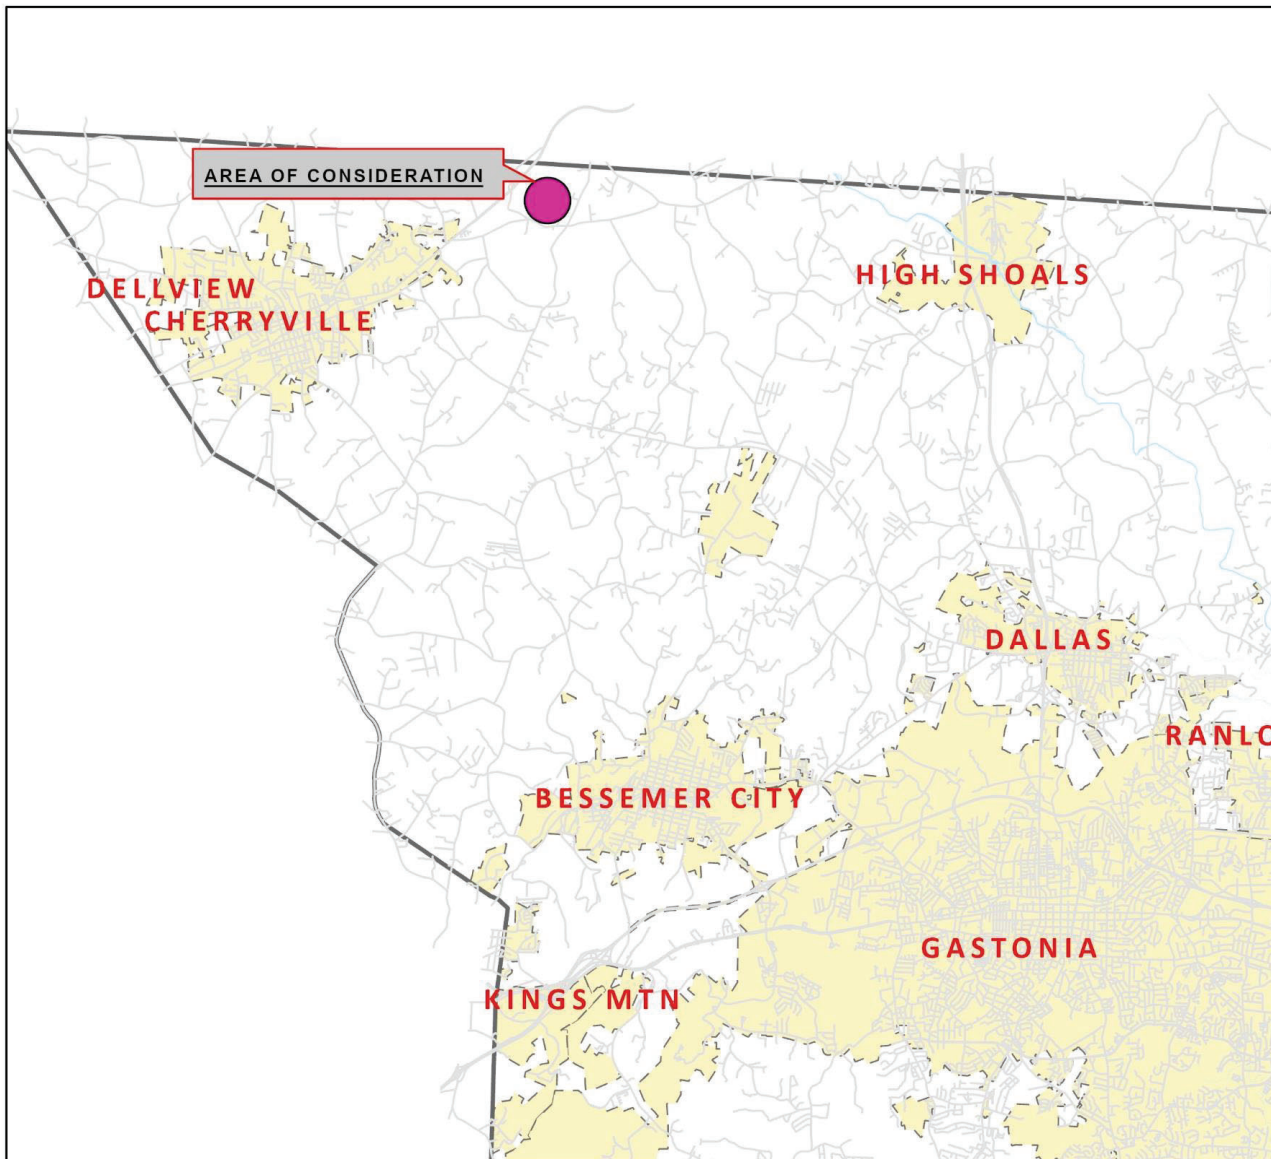 AREA OF CONSIDERATION
HIGH SHOALS
DELLVIEW
CHERRYVILLE
DALLAS
RANLO
BESSEMER CITY
GASTONIA
KINGS MTN